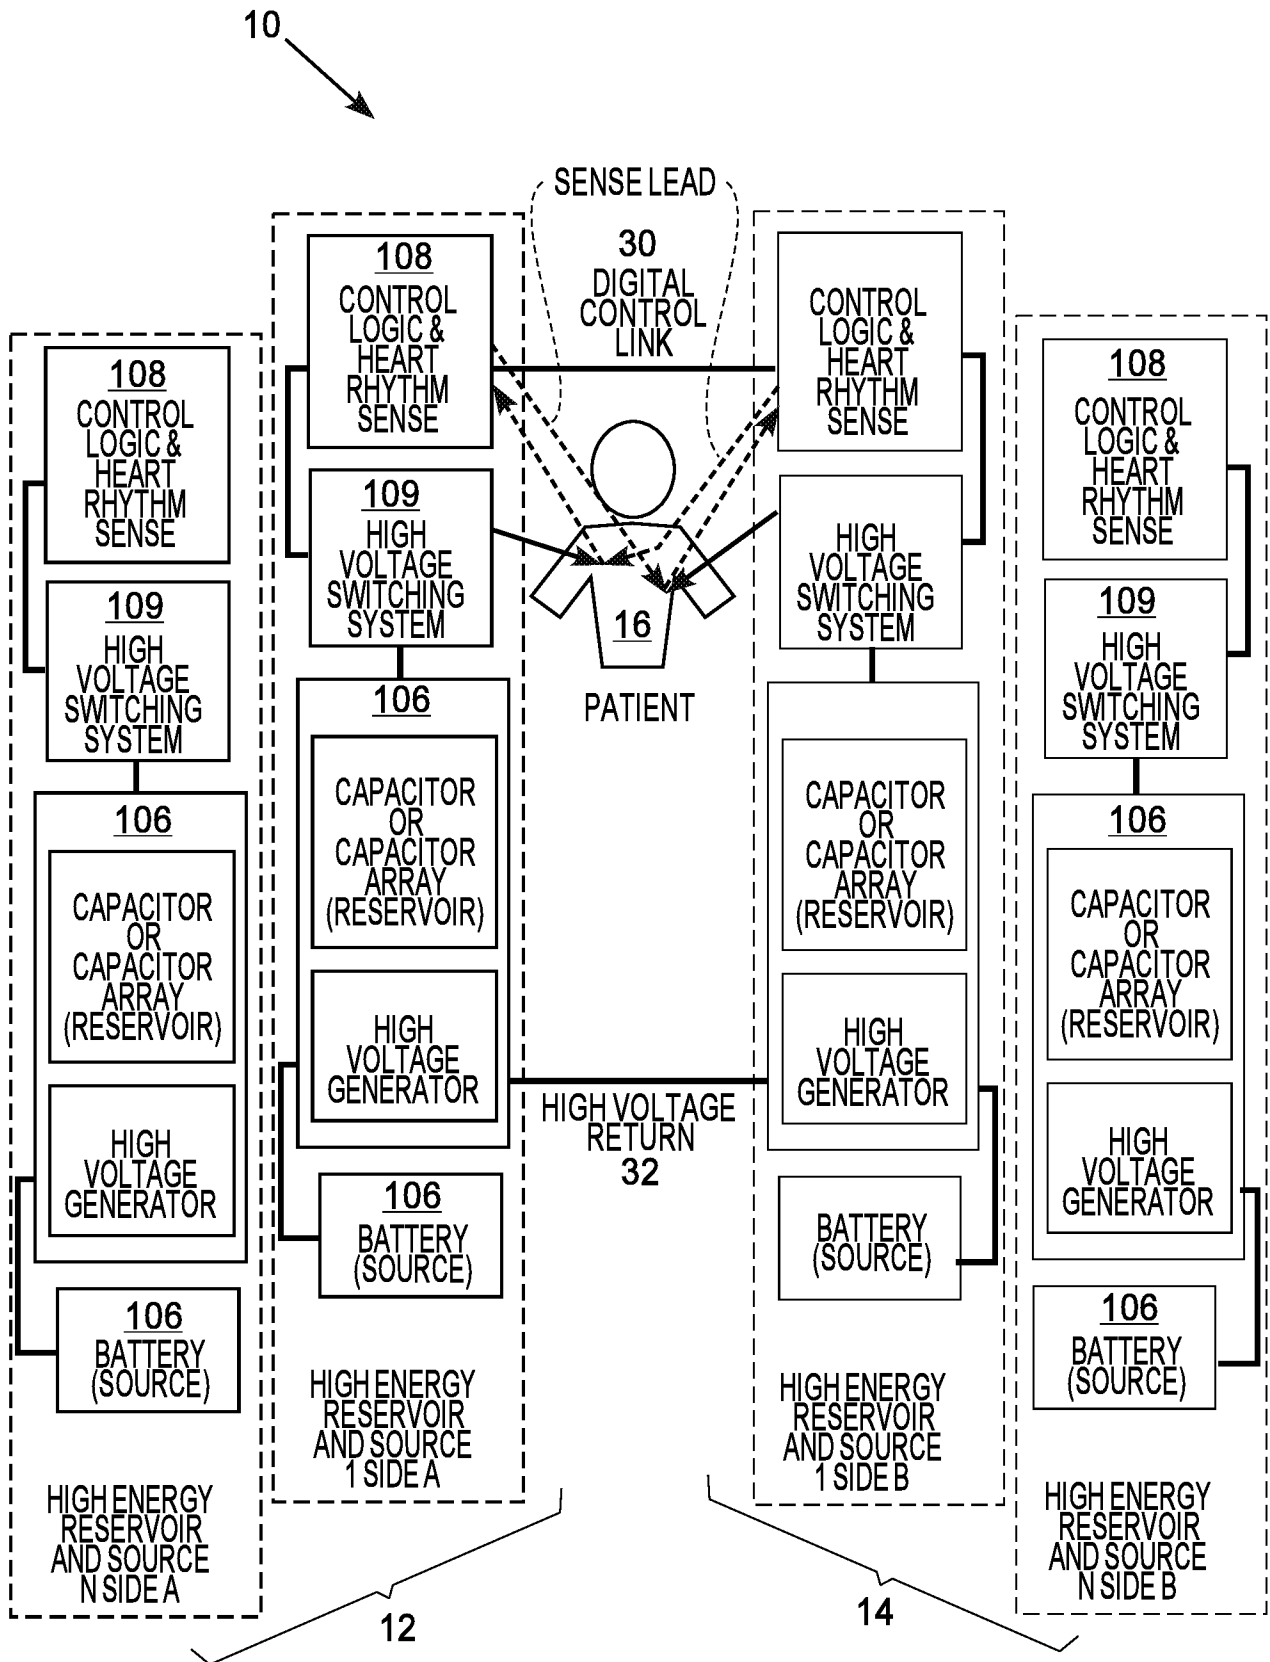 10
SENSE LEAD
30
DIGITAL
CONTROL
LINK
108
CONTROL
LOGIC &
HEART
RHYTHM
SENSE
109
HIGH
VOLTAGE
SWITCHING
SYSTEM
106
CAPACITOR
OR
CAPACITOR
ARRAY
(RESERVOIR)
HIGH
VOLTAGE
GENERATOR
106
BATTERY
(SOURCE)
HIGH ENERGY
RESERVOIR
AND SOURCE
N SIDE A
108
CONTROL
LOGIC &
HEART
RHYTHM
SENSE
109
HIGH
VOLTAGE
SWITCHING
SYSTEM
106
CAPACITOR
OR
CAPACITOR
ARRAY
(RESERVOIR)
HIGH
VOLTAGE
GENERATOR
106
BATTERY
(SOURCE)
HIGH ENERGY
RESERVOIR
AND SOURCE
1 SIDE A
16
PATIENT
HIGH VOLTAGE
RETURN
32
CONTROL
LOGIC &
HEART
RHYTHM
SENSE
HIGH
VOLTAGE
SWITCHING
SYSTEM
CAPACITOR
OR
CAPACITOR
ARRAY
(RESERVOIR)
HIGH
VOLTAGE
GENERATOR
BATTERY
(SOURCE)
HIGH ENERGY
RESERVOIR
AND SOURCE
1 SIDE B
108
CONTROL
LOGIC &
HEART
RHYTHM
SENSE
109
HIGH
VOLTAGE
SWITCHING
SYSTEM
106
CAPACITOR
OR
CAPACITOR
ARRAY
(RESERVOIR)
HIGH
VOLTAGE
GENERATOR
106
BATTERY
(SOURCE)
HIGH ENERGY
RESERVOIR
AND SOURCE
N SIDE B
12
14